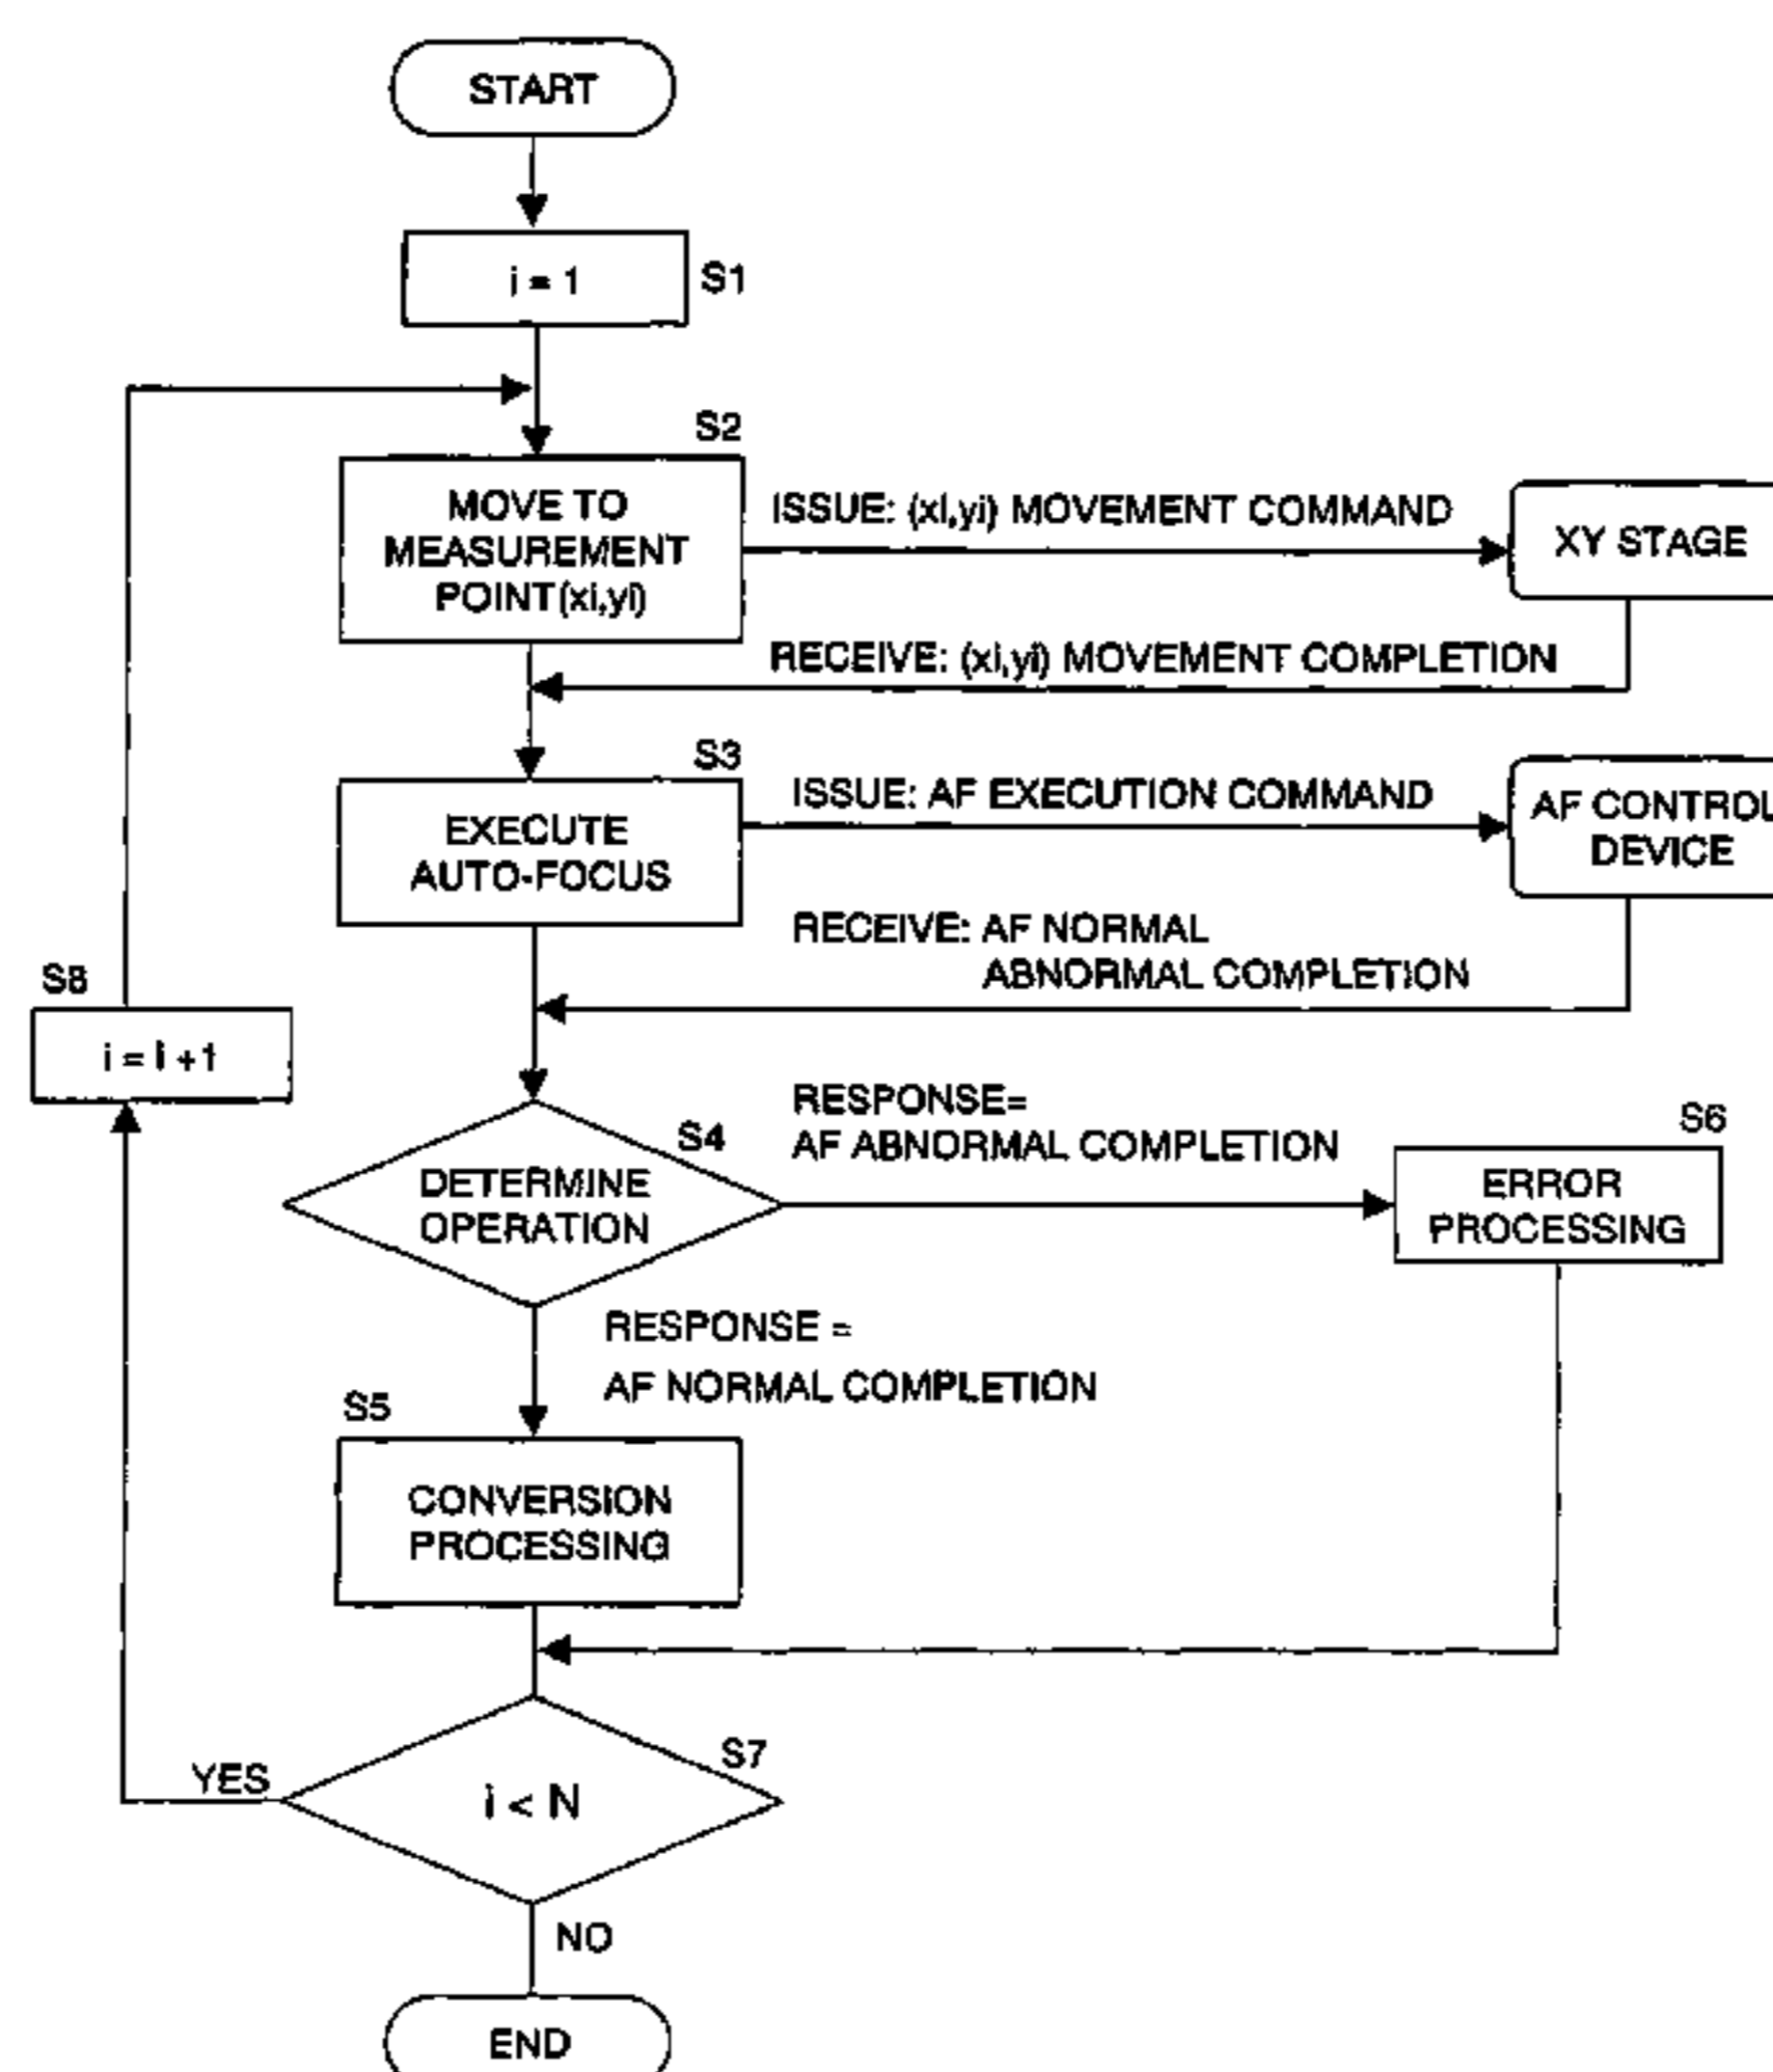 START
i = 1
S1
S2
MOVE TO
MEASUREMENT
POINT(xi,yi)
ISSUE: (xi,yi) MOVEMENT COMMAND
XY STAGE
RECEIVE: (xi,yi) MOVEMENT COMPLETION
S3
EXECUTE
AUTO-FOCUS
ISSUE: AF EXECUTION COMMAND
AF CONTROL
DEVICE
RECEIVE: AF NORMAL
ABNORMAL COMPLETION
S8
i = i +1
S4
DETERMINE
OPERATION
RESPONSE=
AF ABNORMAL COMPLETION
S6
ERROR
PROCESSING
RESPONSE =
AF NORMAL COMPLETION
S5
CONVERSION
PROCESSING
S7
i < N
YES
NO
END